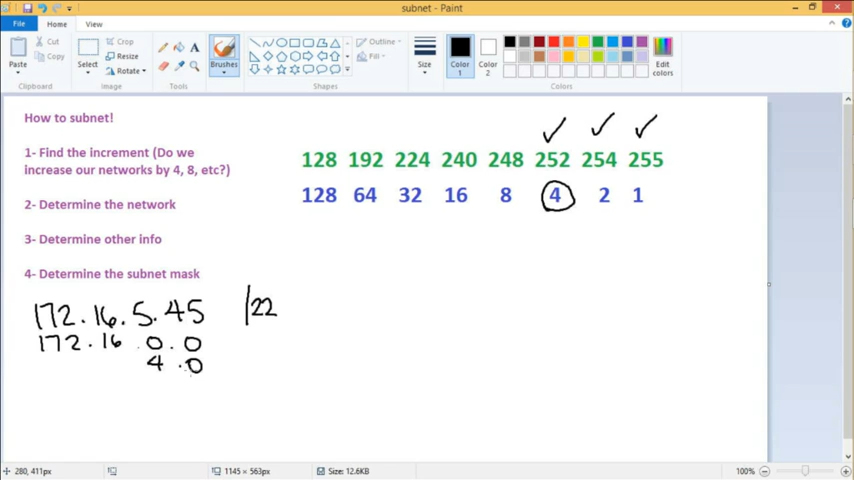 subnet - Paint
File Home View
Paste
Cut
Copy
Clipboard
Select
Crop
Resize
Rotate
Image
A
Tools
Brushes
Shapes
Outline
Fill
Size
Color
1
Color
2
Colors
Edit
colors
How to subnet!
1- Find the increment (Do we
increase our networks by 4, 8, etc?)
2- Determine the network
3- Determine other info
4- Determine the subnet mask
128 192 224 240 248 252 254 255
128 64 32 16 8 4 2 1
172.16.5.45 /22
172.16 0.0
4.0
280, 411px
1145 × 563px
Size: 12.6KB
100%